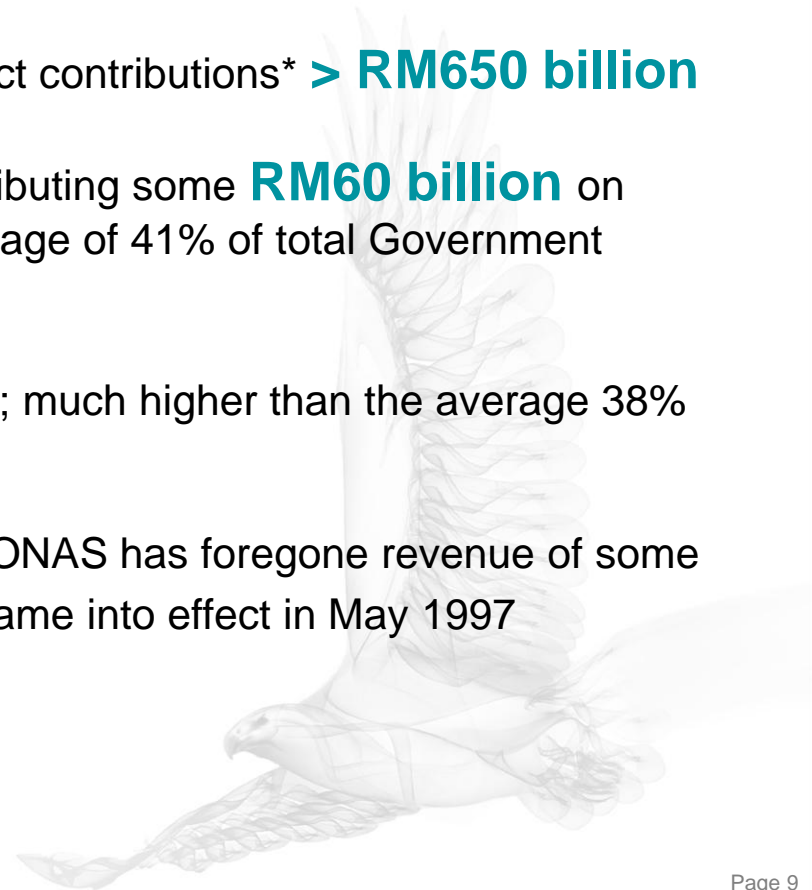 ct contributions* > RM650 billion
ibuting some RM60 billion on
age of 41% of total Government
; much higher than the average 38%
ONAS has foregone revenue of some
ame into effect in May 1997
Page 9